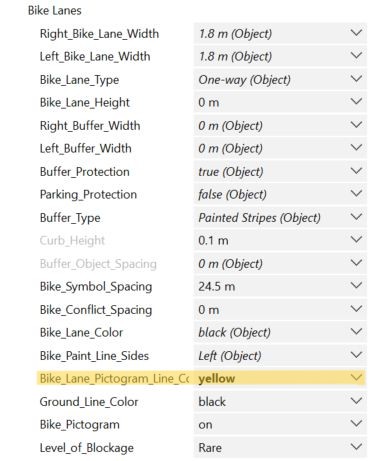 Bike Lanes
Right_Bike_Lane_Width 1.8 m (Object)
Left_Bike_Lane_Width 1.8 m (Object)
Bike_Lane_Type One-way (Object)
Bike_Lane_Height 0 m
Right_Buffer_Width 0 m (Object)
Left_Buffer_Width 0 m (Object)
Buffer_Protection true (Object)
Parking_Protection false (Object)
Buffer_Type Painted Stripes (Object)
Curb_Height 0.1 m
Buffer_Object_Spacing 0 m (Object)
Bike_Symbol_Spacing 24.5 m
Bike_Conflict_Spacing 0 m
Bike_Lane_Color black (Object)
Bike_Paint_Line_Sides Left (Object)
Bike_Lane_Pictogram_Line_Cc yellow
Ground_Line_Color black
Bike_Pictogram on
Level_of_Blockage Rare